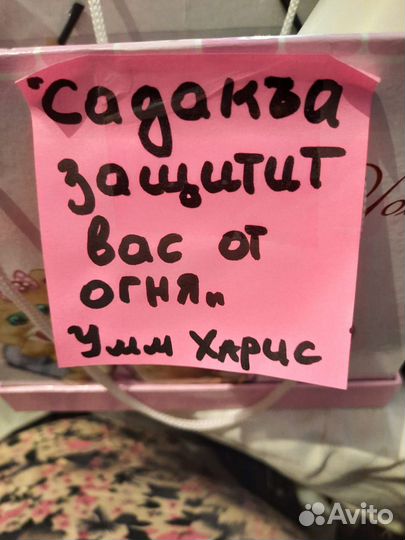 "Садакъа
защитит
вас от
огня"
Умм Харис
Avito